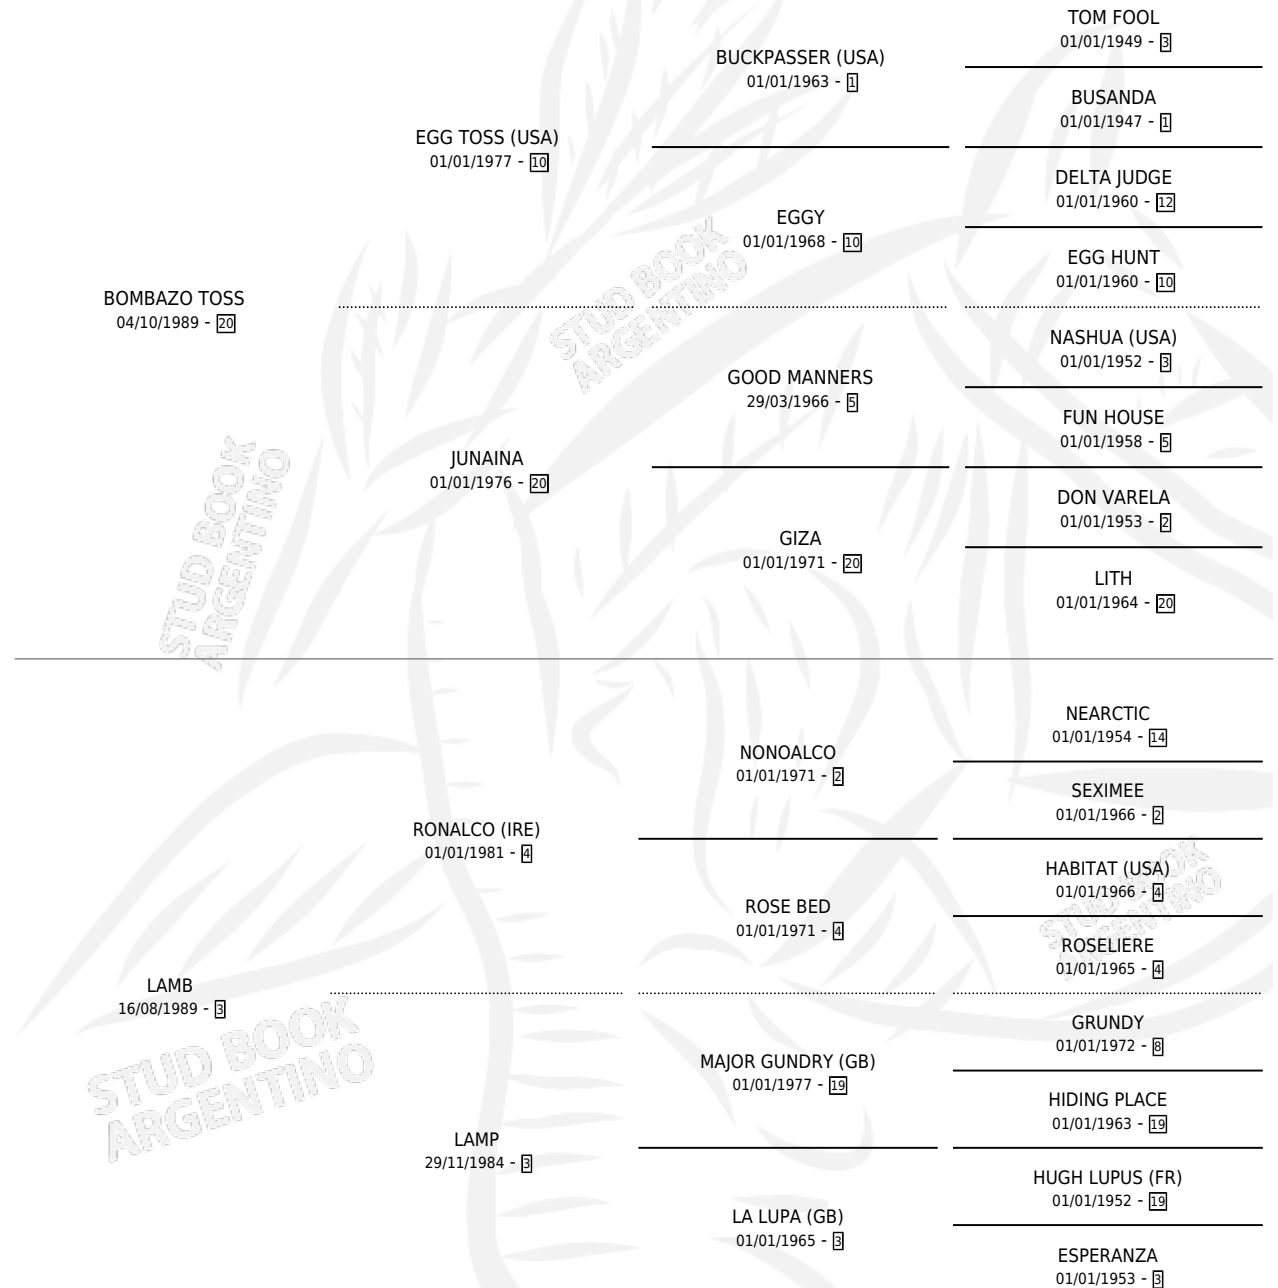 TOM FOOL
01/01/1949 - 3
BUCKPASSER (USA)
01/01/1963 - 1
BUSANDA
01/01/1947 - 1
EGG TOSS (USA)
01/01/1977 - 10
DELTA JUDGE
01/01/1960 - 12
EGGY
01/01/1968 - 10
EGG HUNT
01/01/1960 - 10
BOMBAZO TOSS
04/10/1989 - 20
NASHUA (USA)
01/01/1952 - 3
GOOD MANNERS
29/03/1966 - 5
FUN HOUSE
01/01/1958 - 5
JUNAINA
01/01/1976 - 20
DON VARELA
01/01/1953 - 2
GIZA
01/01/1971 - 20
LITH
01/01/1964 - 20
NEARCTIC
01/01/1954 - 14
NONOALCO
01/01/1971 - 2
SEXIMEE
01/01/1966 - 2
RONALCO (IRE)
01/01/1981 - 4
HABITAT (USA)
01/01/1966 - 4
ROSE BED
01/01/1971 - 4
ROSELIERE
01/01/1965 - 4
LAMB
16/08/1989 - 3
GRUNDY
01/01/1972 - 8
MAJOR GUNDRY (GB)
01/01/1977 - 19
HIDING PLACE
01/01/1963 - 19
LAMP
29/11/1984 - 3
HUGH LUPUS (FR)
01/01/1952 - 19
LA LUPA (GB)
01/01/1965 - 3
ESPERANZA
01/01/1953 - 3
STUD BOOK
ARGENTINO
STUD BOOK
ARGENTINO
STUD BOOK
ARGENTINO
STUD BOOK
ARGENTINO